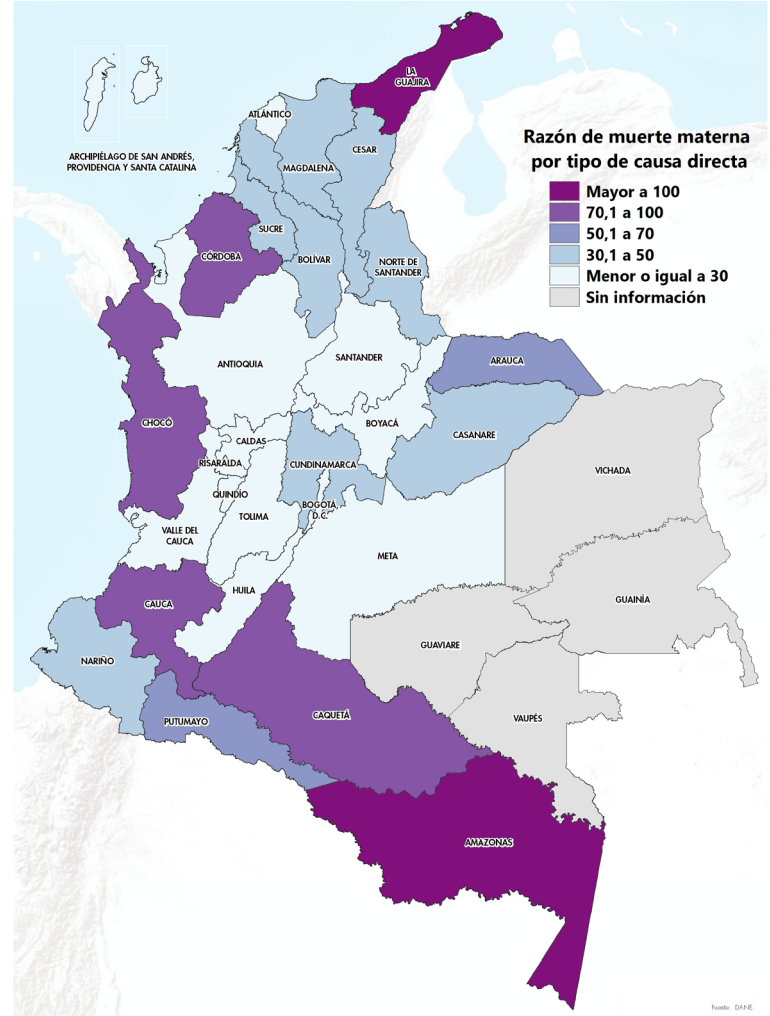 LA
GUAJIRA
ATLÁNTICO
Razón de muerte materna
por tipo de causa directa
CESAR
ARCHIPIÉLAGO DE SAN ANDRÉS,
PROVIDENCIA Y SANTA CATALINA
MAGDALENA
Mayor a 100
70,1 a 100
50,1 a 70
30,1 a 50
Menor o igual a 30
Sin información
SUCRE
CÓRDOBA
BOLÍVAR
NORTE DE
SANTANDER
ANTIOQUIA
SANTANDER
ARAUCA
CHOCÓ
BOYACÁ
CASANARE
CALDAS
RISARALDA
CUNDINAMARCA
VICHADA
QUINDÍO
BOGOTÁ
D.C.
TOLIMA
VALLE DEL
CAUCA
META
HUILA
CAUCA
GUAINÍA
GUAVIARE
NARIÑO
CAQUETÁ
VAUPÉS
PUTUMAYO
AMAZONAS
Fuente: DANE.